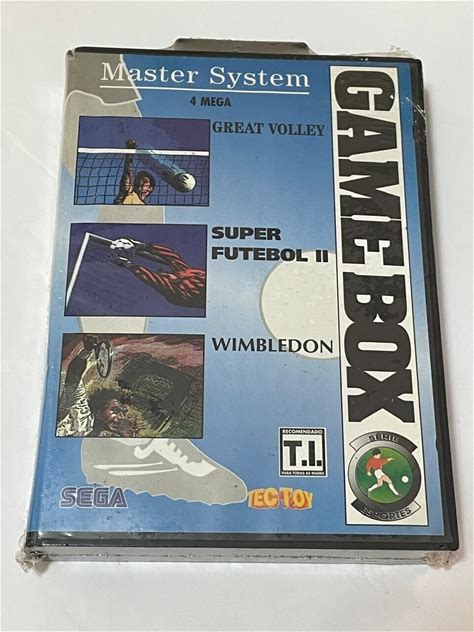 Master System
4 MEGA
GREAT VOLLEY
SUPER
FUTEBOL II
WIMBLEDON
GAME BOX
RECOMENDADO
T.I.
PARA TODAS AS IDADES
SÉRIE
ESPORTES
SEGA
TEC TOY